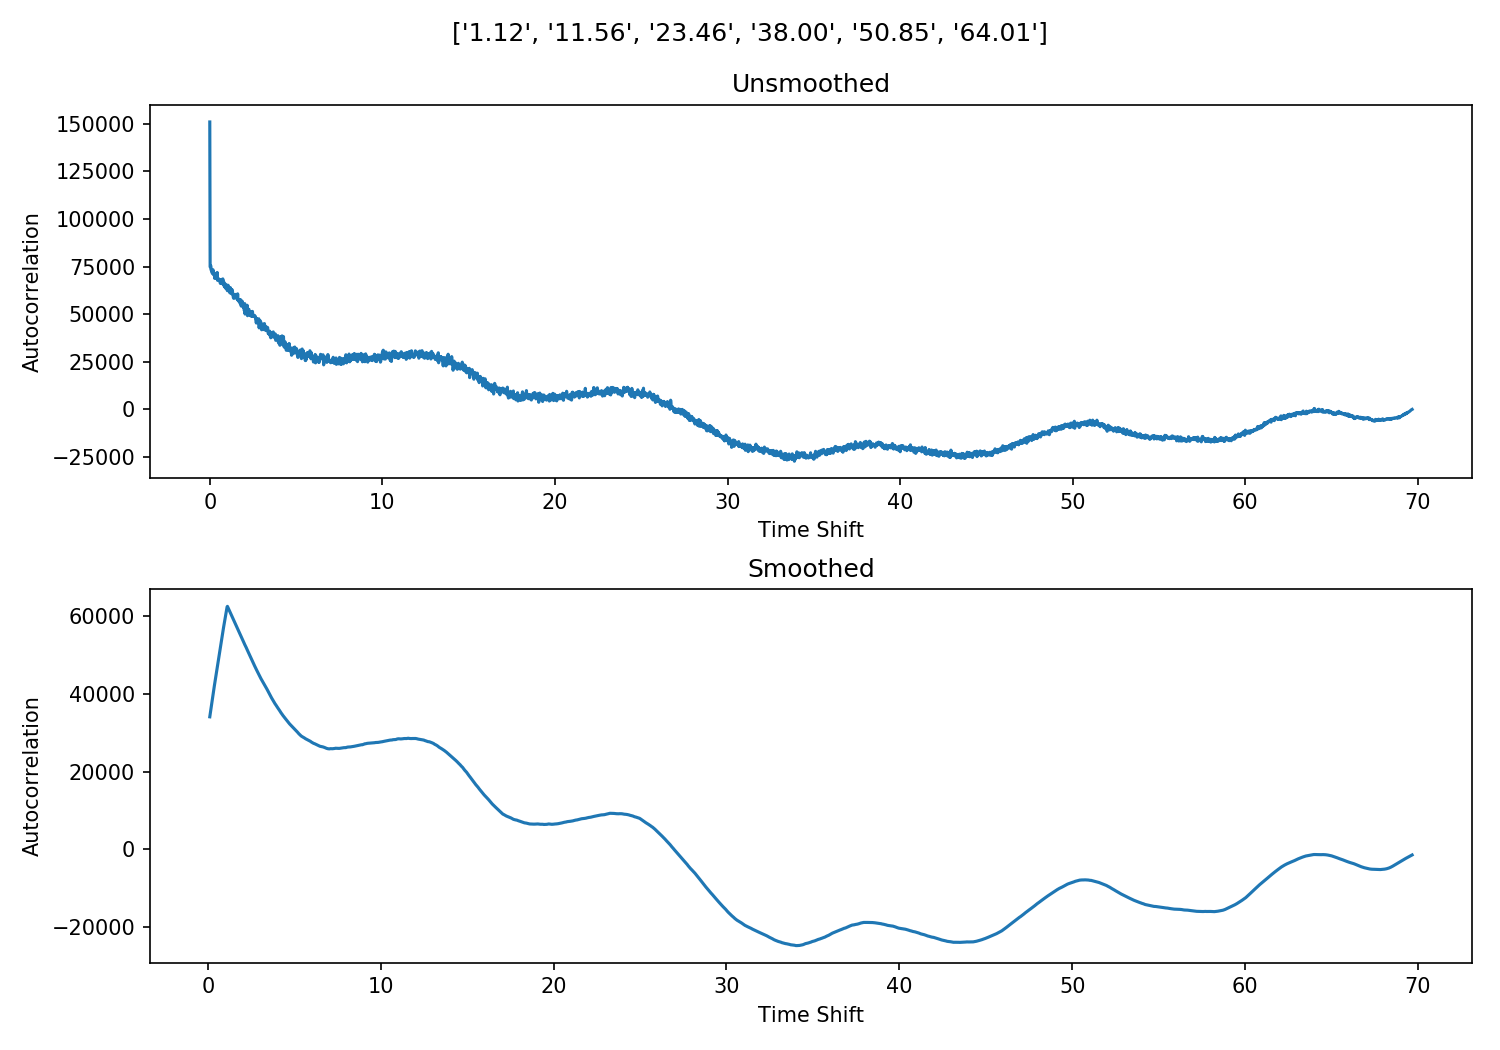 ['1.12', '11.56', '23.46', '38.00', '50.85', '64.01']
Unsmoothed
150000
125000
100000
75000
50000
25000
0
−25000
Autocorrelation
0 10 20 30 40 50 60 70
Time Shift
Smoothed
60000
40000
20000
0
−20000
Autocorrelation
0 10 20 30 40 50 60 70
Time Shift